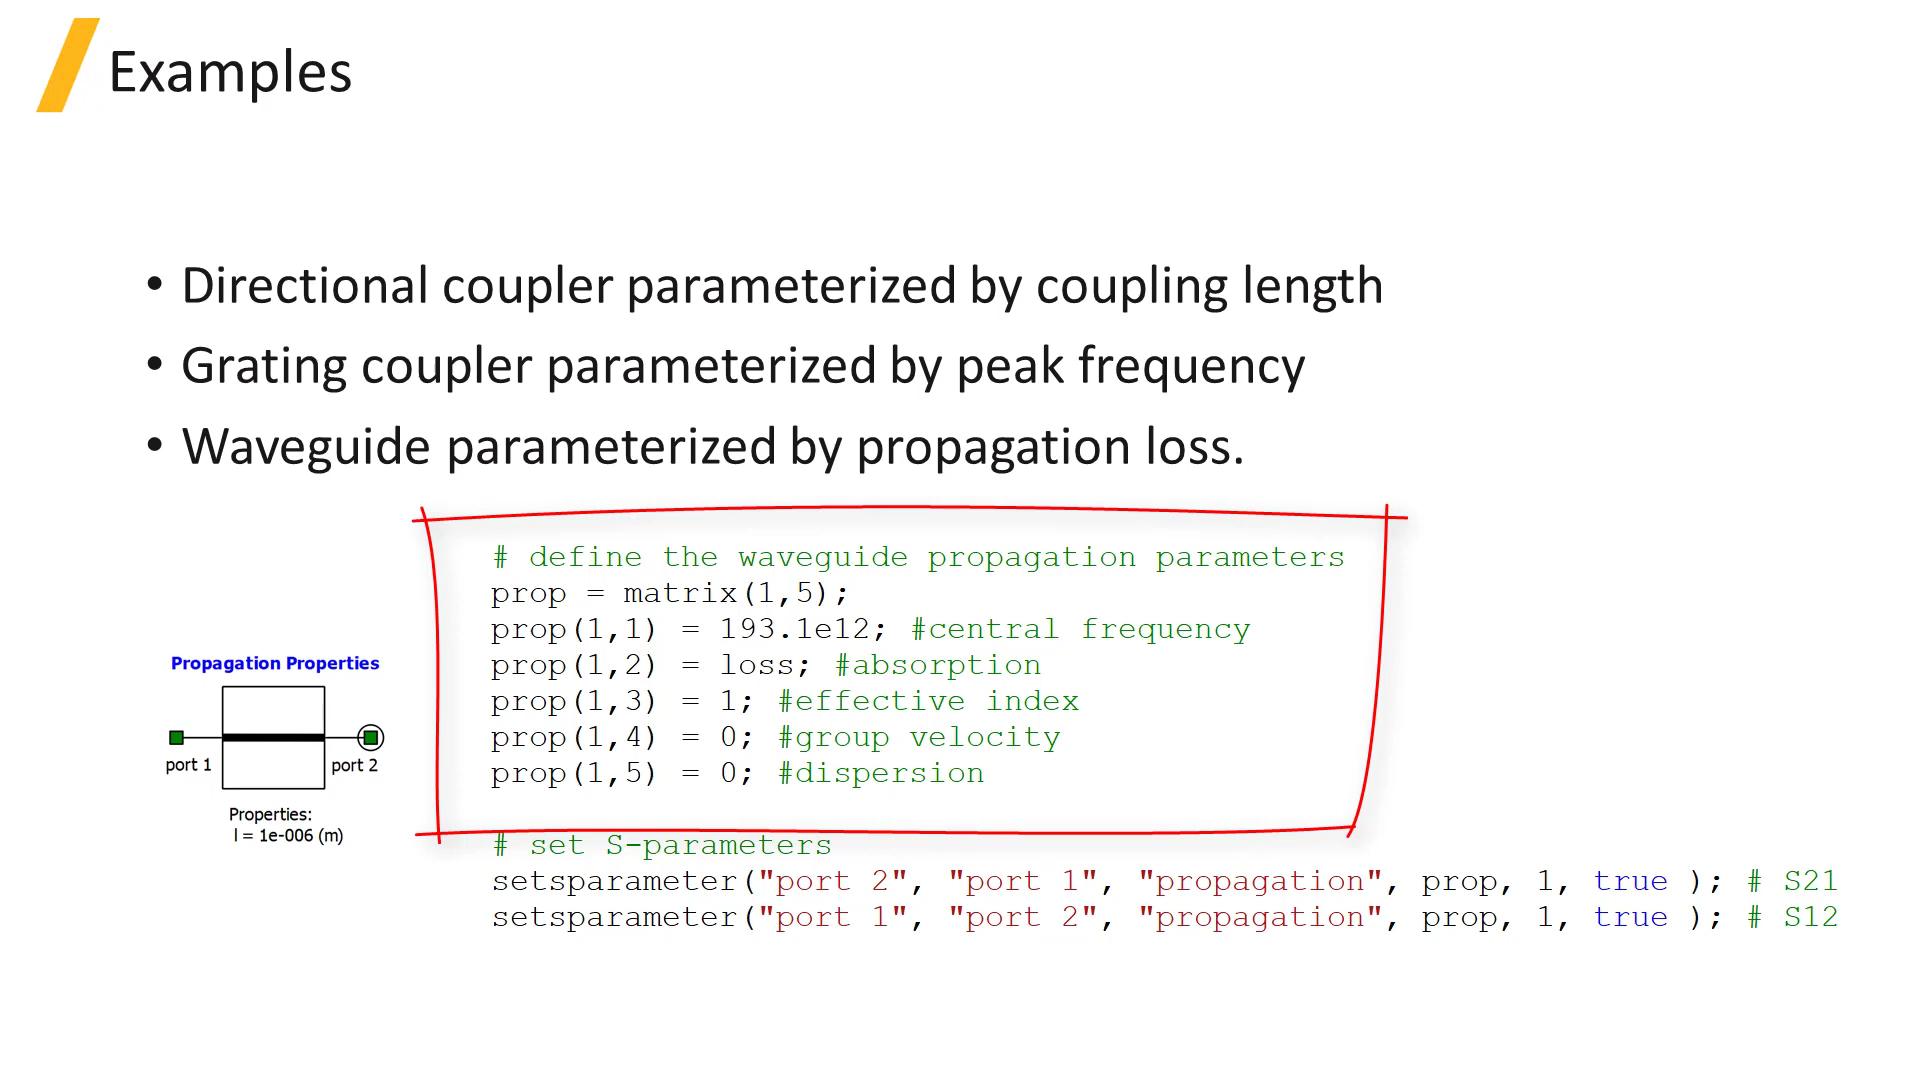 Examples
• Directional coupler parameterized by coupling length
• Grating coupler parameterized by peak frequency
• Waveguide parameterized by propagation loss.
# define the waveguide propagation parameters
prop = matrix(1,5);
prop(1,1) = 193.1e12; #central frequency
prop(1,2) = loss; #absorption
prop(1,3) = 1; #effective index
prop(1,4) = 0; #group velocity
prop(1,5) = 0; #dispersion
# set S-parameters
setsparameter("port 2", "port 1", "propagation", prop, 1, true ); # S21
setsparameter("port 1", "port 2", "propagation", prop, 1, true ); # S12
Propagation Properties
port 1
port 2
Properties:
l = 1e-006 (m)